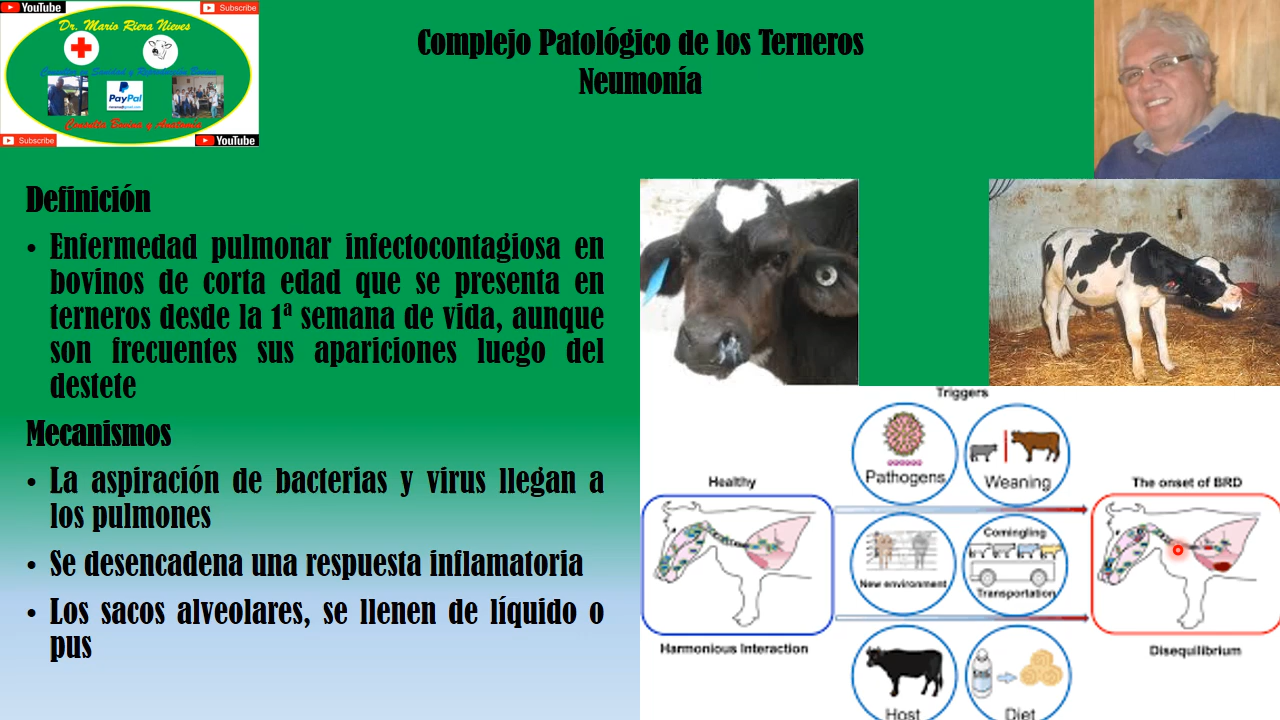 YouTube
Subscribe
Dr. Mario Riera Nieves
PayPal
Consulta Bovina y Anatomía
Subscribe
YouTube
Complejo Patológico de los Terneros
Neumonía
Definición
• Enfermedad pulmonar infectocontagiosa en
bovinos de corta edad que se presenta en
terneros desde la 1ª semana de vida, aunque
son frecuentes sus apariciones luego del
destete
Mecanismos
• La aspiración de bacterias y virus llegan a
los pulmones
• Se desencadena una respuesta inflamatoria
• Los sacos alveolares, se llenen de líquido o
pus
Triggers
Pathogens
Weaning
Healthy
The onset of BRD
New environment
Comingling
Transportation
Harmonious Interaction
Disequilibrium
Host
Diet